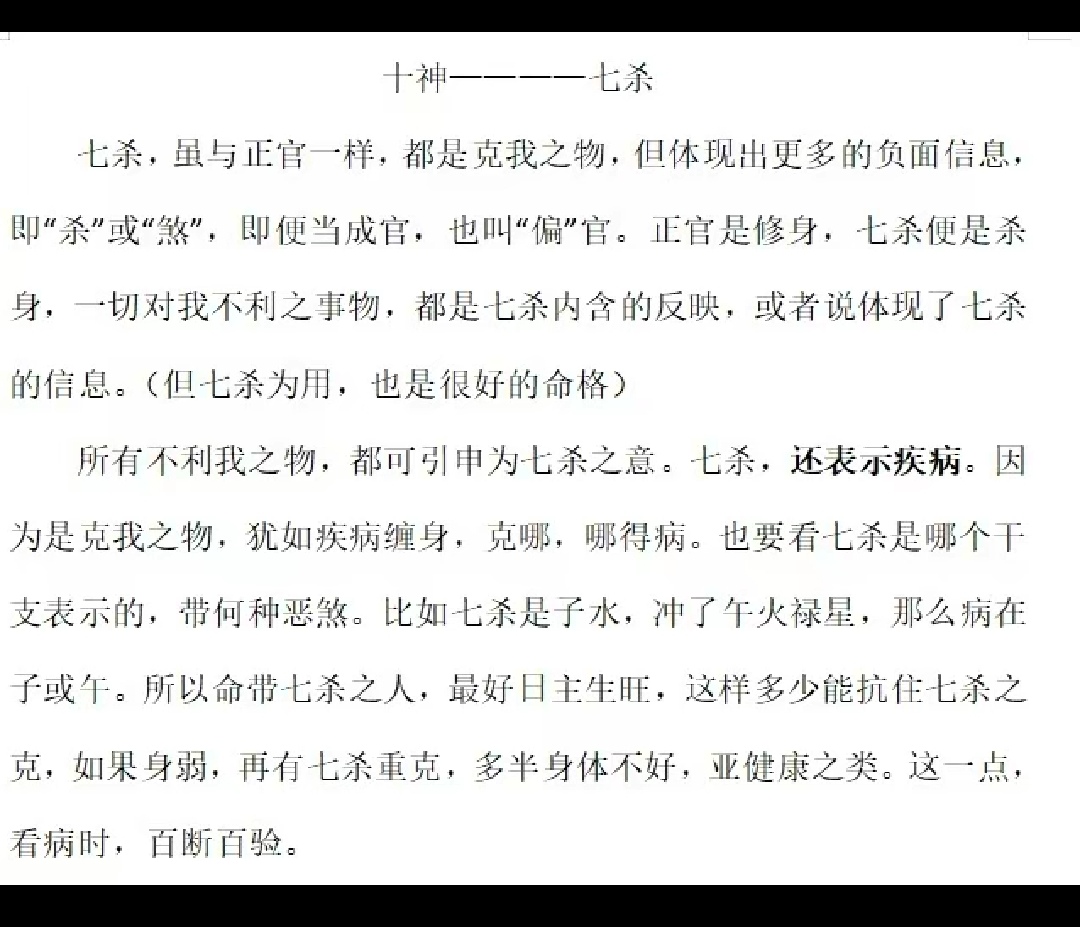 十神————七杀
七杀，虽与正官一样，都是克我之物，但体现出更多的负面信息，
即“杀”或“煞”，即便当成官，也叫“偏”官。正官是修身，七杀便是杀
身，一切对我不利之事物，都是七杀内含的反映，或者说体现了七杀
的信息。（但七杀为用，也是很好的命格）
所有不利我之物，都可引申为七杀之意。七杀，还表示疾病。因
为是克我之物，犹如疾病缠身，克哪，哪得病。也要看七杀是哪个干
支表示的，带何种恶煞。比如七杀是子水，冲了午火禄星，那么病在
子或午。所以命带七杀之人，最好日主生旺，这样多少能抗住七杀之
克，如果身弱，再有七杀重克，多半身体不好，亚健康之类。这一点，
看病时，百断百验。